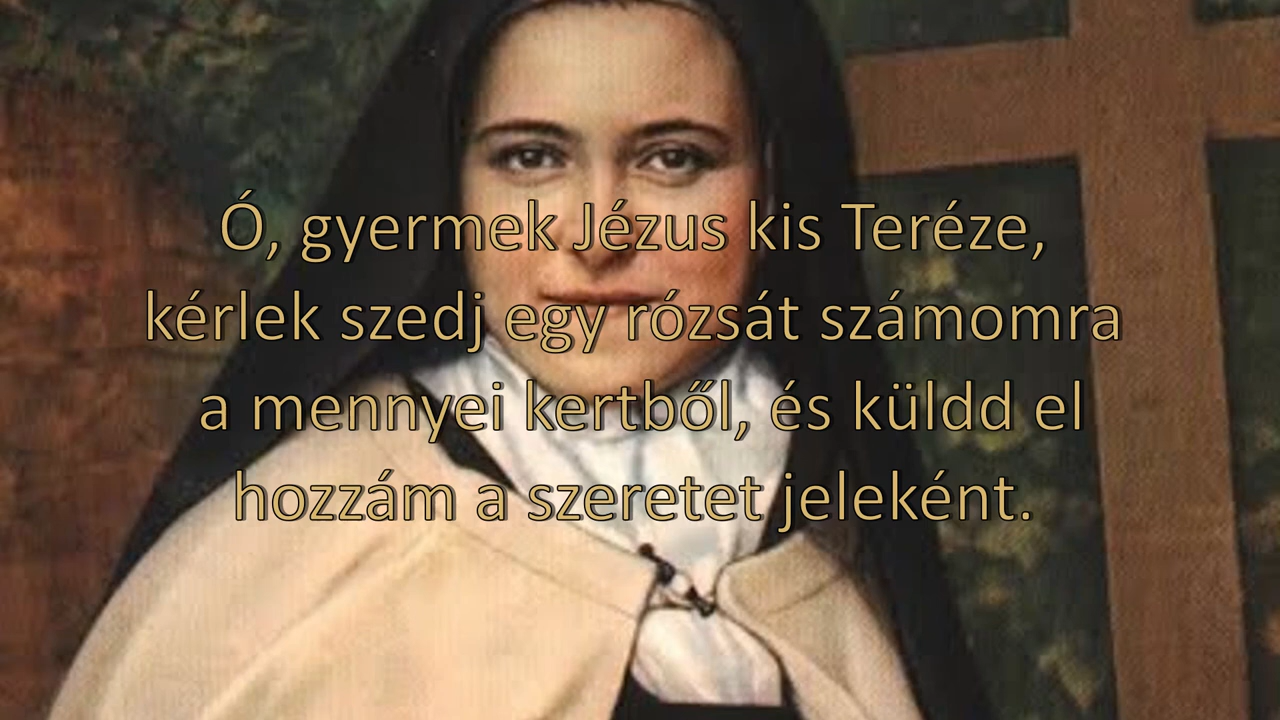 Ó, gyermek Jézus kis Teréze,
kérlek szedj egy rózsát számomra
a mennyei kertből, és küldd el
hozzám a szeretet jeleként.